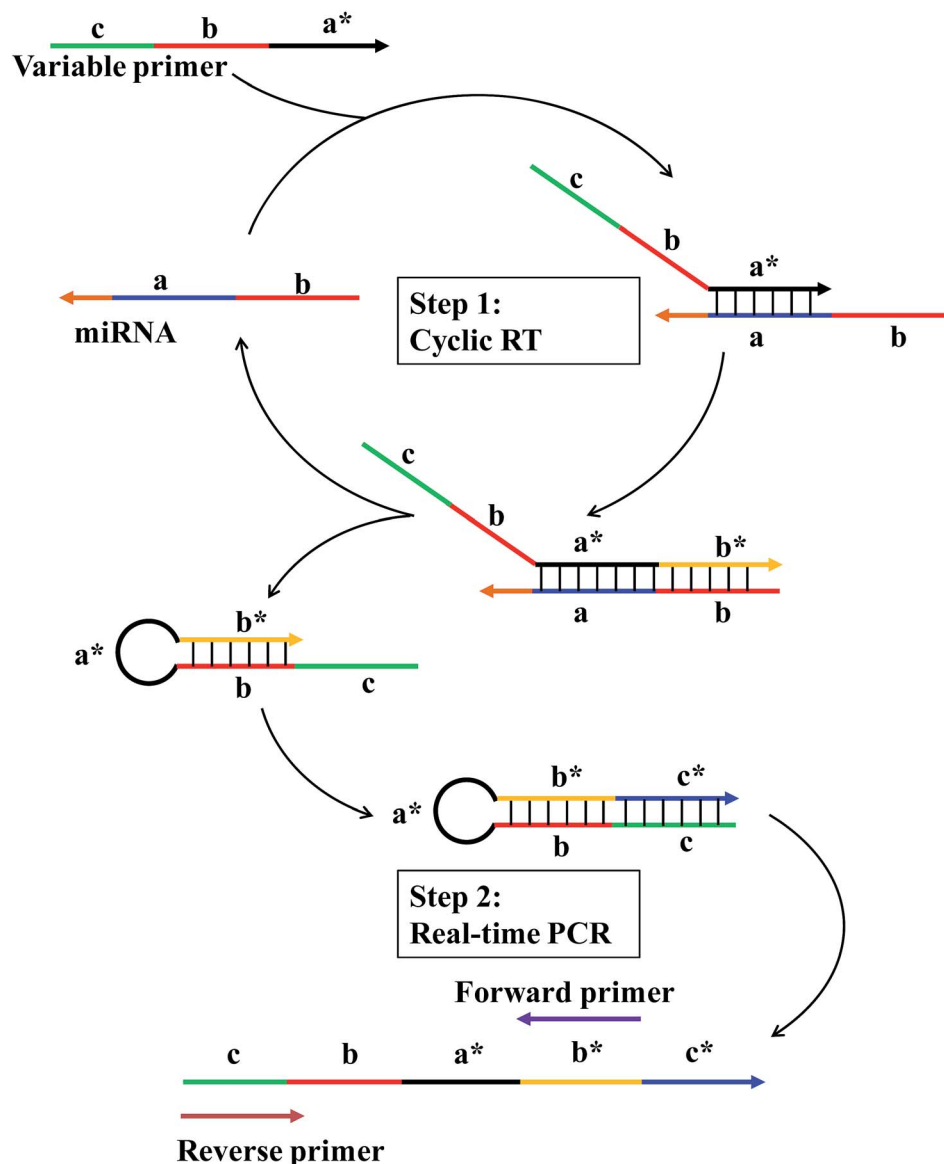 c b a*
Variable primer
c
b
a*
a b
miRNA
Step 1:
Cyclic RT
a b
c
b
a* b*
a b
b*
a*
b c
b* c*
a*
b c
Step 2:
Real-time PCR
Forward primer
c b a* b* c*
Reverse primer